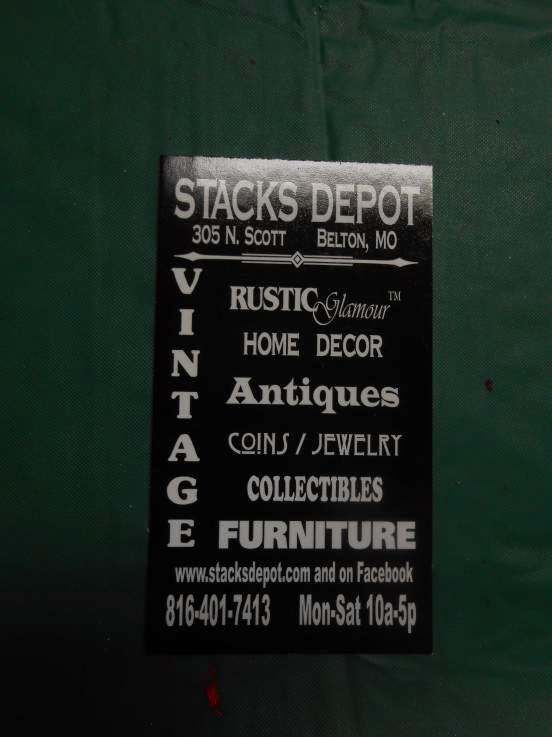 STACKS DEPOT
305 N. SCOTT BELTON, MO
VINTAGE
RUSTIC Glamour™
HOME DECOR
Antiques
COINS / JEWELRY
COLLECTIBLES
FURNITURE
www.stacksdepot.com and on Facebook
816-401-7413 Mon-Sat 10a-5p